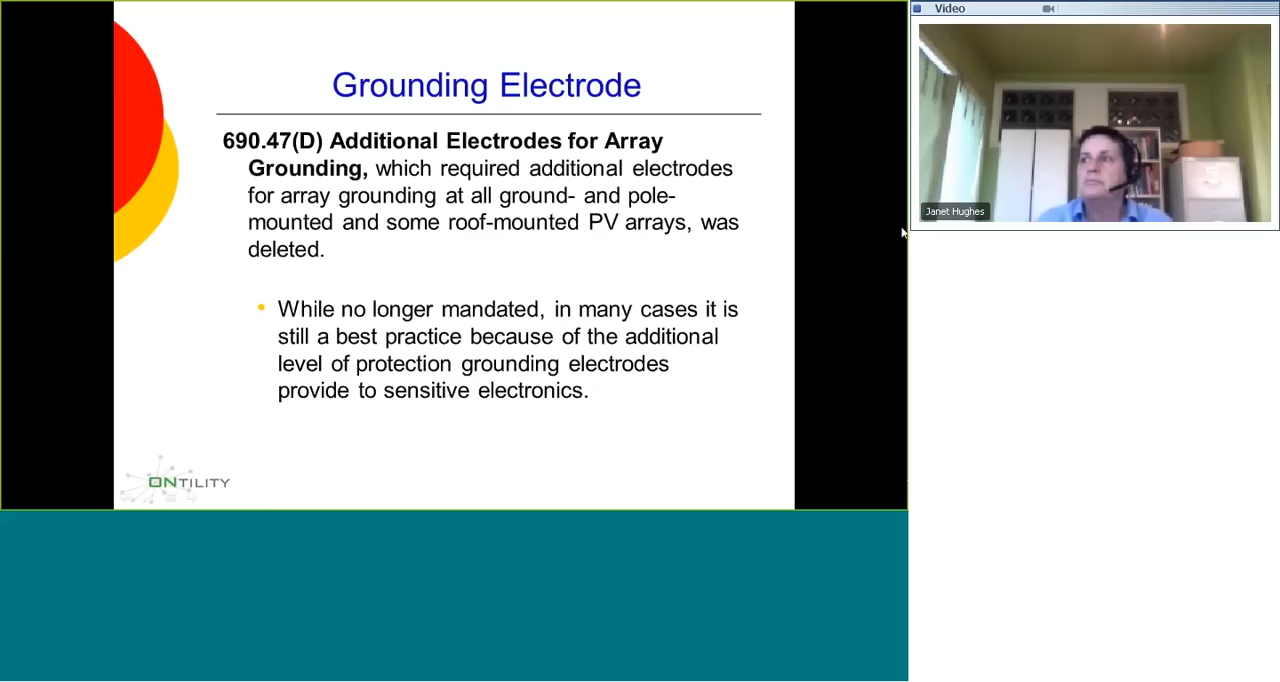 Grounding Electrode
690.47(D) Additional Electrodes for Array
Grounding, which required additional electrodes
for array grounding at all ground- and pole-
mounted and some roof-mounted PV arrays, was
deleted.
• While no longer mandated, in many cases it is
still a best practice because of the additional
level of protection grounding electrodes
provide to sensitive electronics.
ONTILITY
Video
Janet Hughes